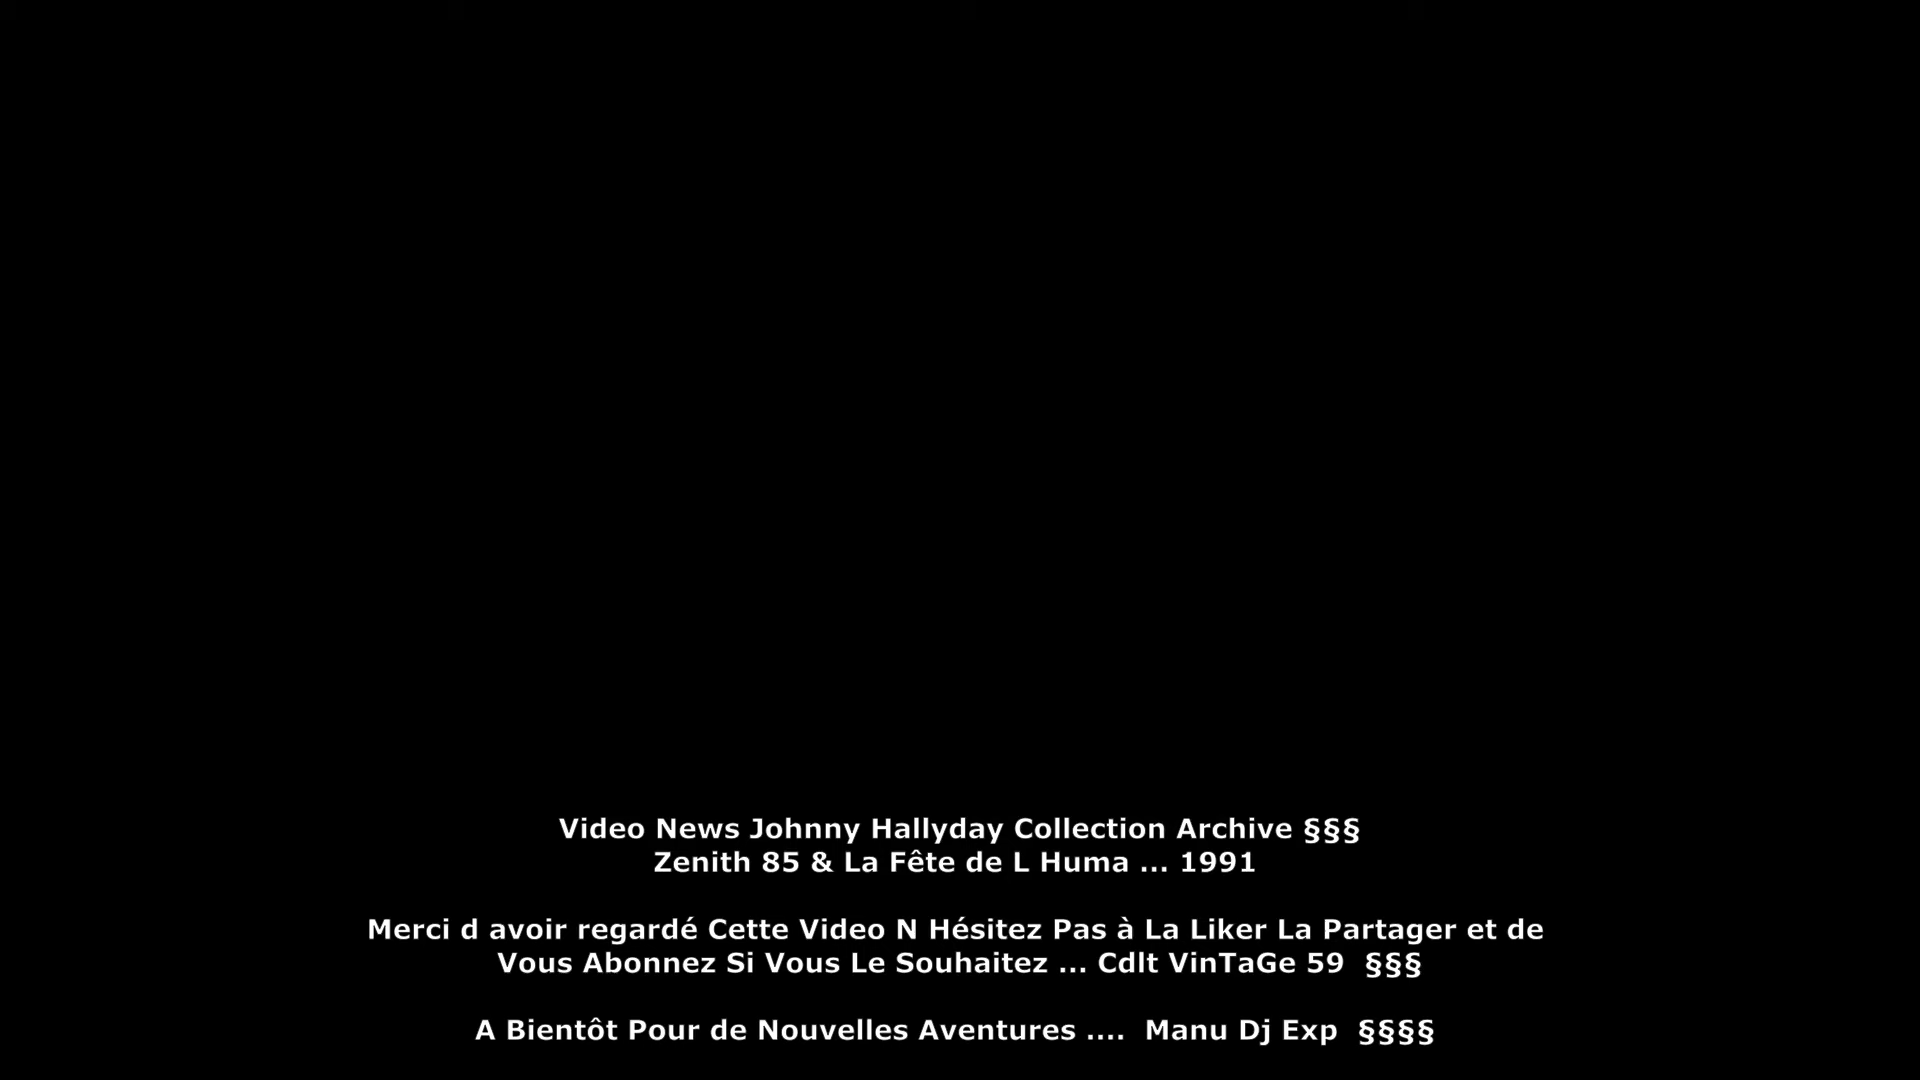 Video News Johnny Hallyday Collection Archive §§§
Zenith 85 & La Fête de L Huma ... 1991
Merci d avoir regardé Cette Video N Hésitez Pas à La Liker La Partager et de
Vous Abonnez Si Vous Le Souhaitez ... Cdlt VinTaGe 59  §§§
A Bientôt Pour de Nouvelles Aventures ....  Manu Dj Exp  §§§§